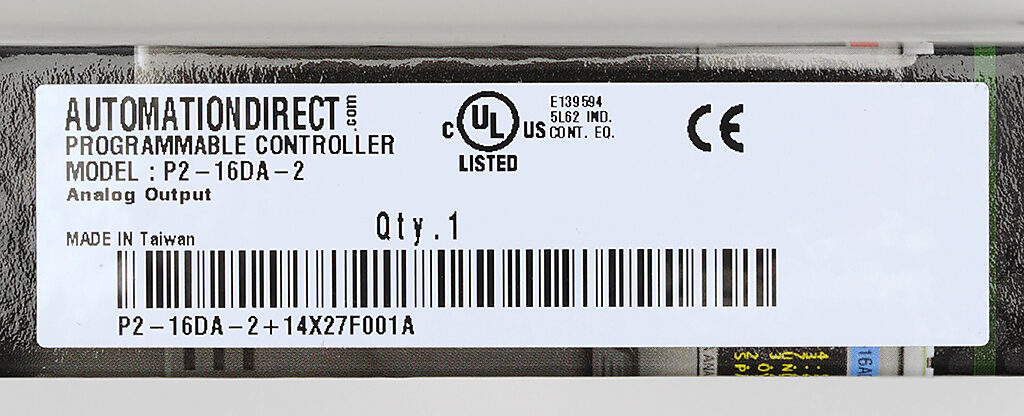 AUTOMATIONDIRECT.com
PROGRAMMABLE CONTROLLER
MODEL : P2-16DA-2
Analog Output
MADE IN Taiwan
Qty.1
C UL US
LISTED
E139594
5L62 IND.
CONT. EQ.
CE
P2-16DA-2+14X27F001A